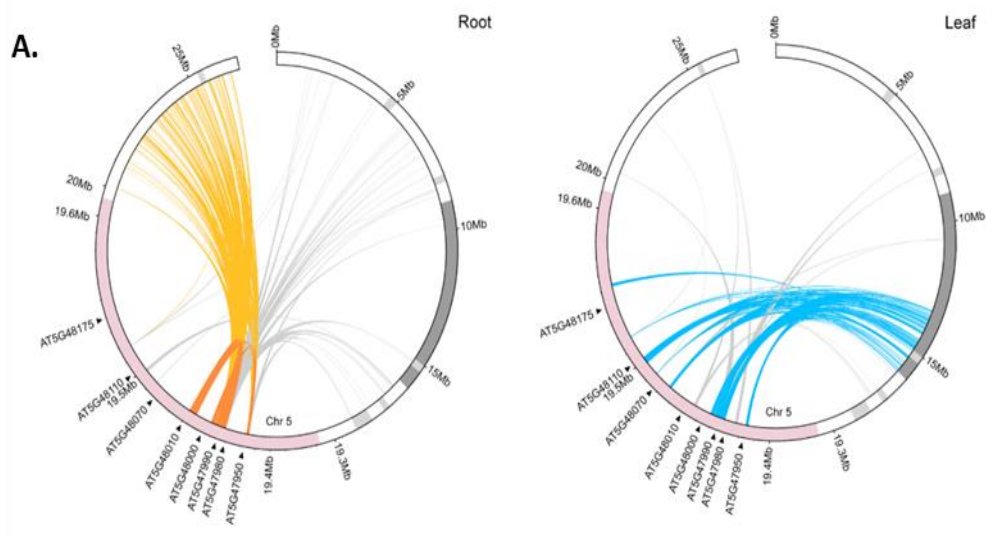 A.
Root
0Mb
5Mb
10Mb
15Mb
19.3Mb
19.4Mb
Chr 5
AT5G47950
AT5G47980
AT5G47990
AT5G48000
AT5G48010
AT5G48070
19.5Mb
AT5G48110
AT5G48175
19.6Mb
20Mb
25Mb
Leaf
0Mb
5Mb
10Mb
15Mb
19.3Mb
19.4Mb
Chr 5
AT5G47950
AT5G47980
AT5G47990
AT5G48000
AT5G48010
AT5G48070
19.5Mb
AT5G48110
AT5G48175
19.6Mb
20Mb
25Mb